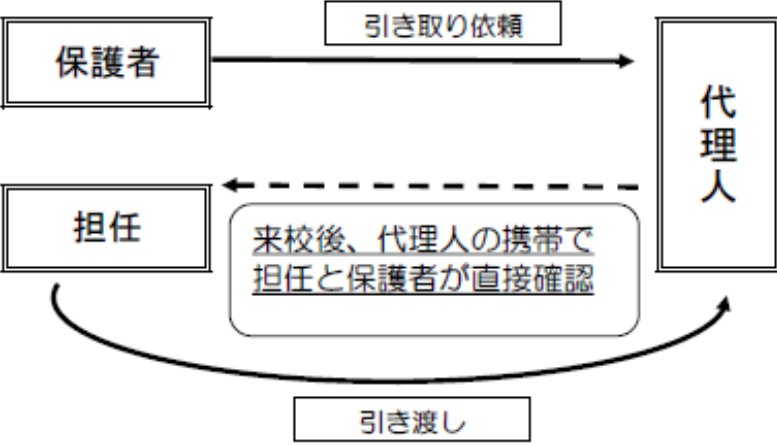 引き取り依頼
保護者
代理人
担任
来校後、代理人の携帯で
担任と保護者が直接確認
引き渡し